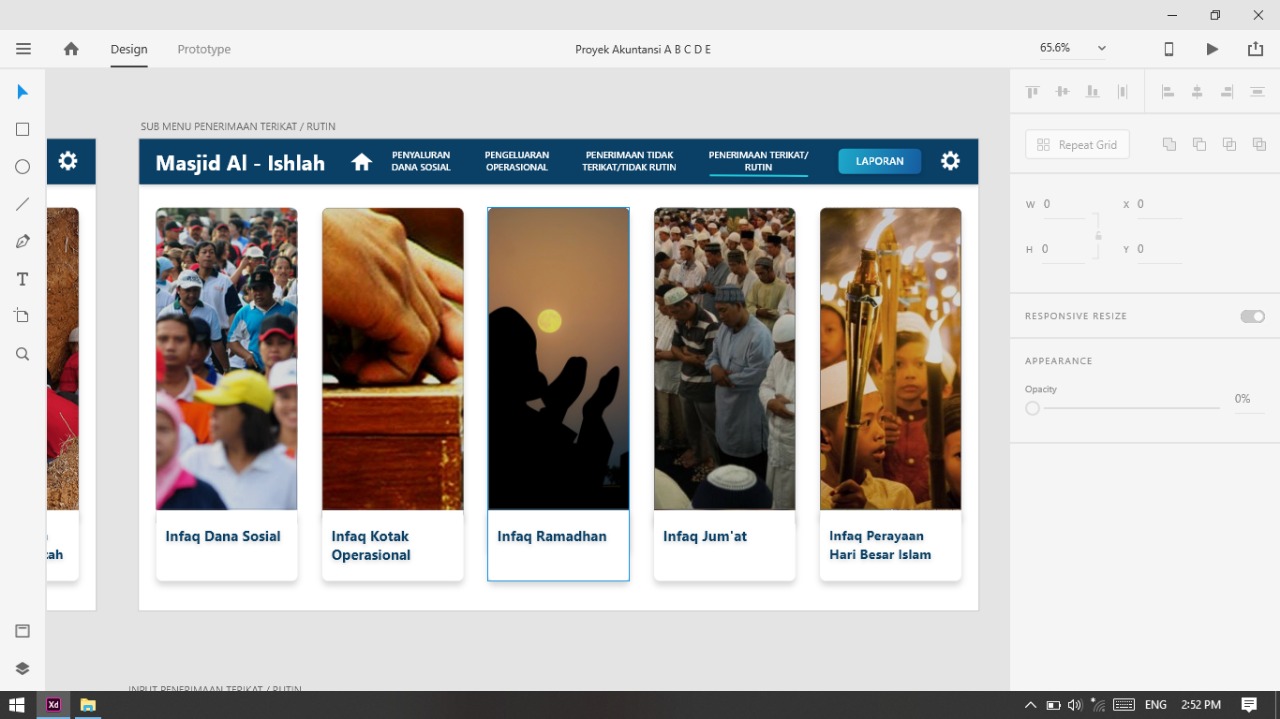 Design
Prototype
Proyek Akuntansi A B C D E
65.6%
SUB MENU PENERIMAAN TERIKAT / RUTIN
Masjid Al - Ishlah
PENYALURAN
DANA SOSIAL
PENGELUARAN
OPERASIONAL
PENERIMAAN TIDAK
TERIKAT/TIDAK RUTIN
PENERIMAAN TERIKAT/
RUTIN
LAPORAN
Infaq Dana Sosial
Infaq Kotak
Operasional
Infaq Ramadhan
Infaq Jum'at
Infaq Perayaan
Hari Besar Islam
ah
INPUT PENERIMAAN TERIKAT / RUTIN
Repeat Grid
W 0
X 0
H 0
Y 0
RESPONSIVE RESIZE
APPEARANCE
Opacity
0%
Xd
ENG
2:52 PM